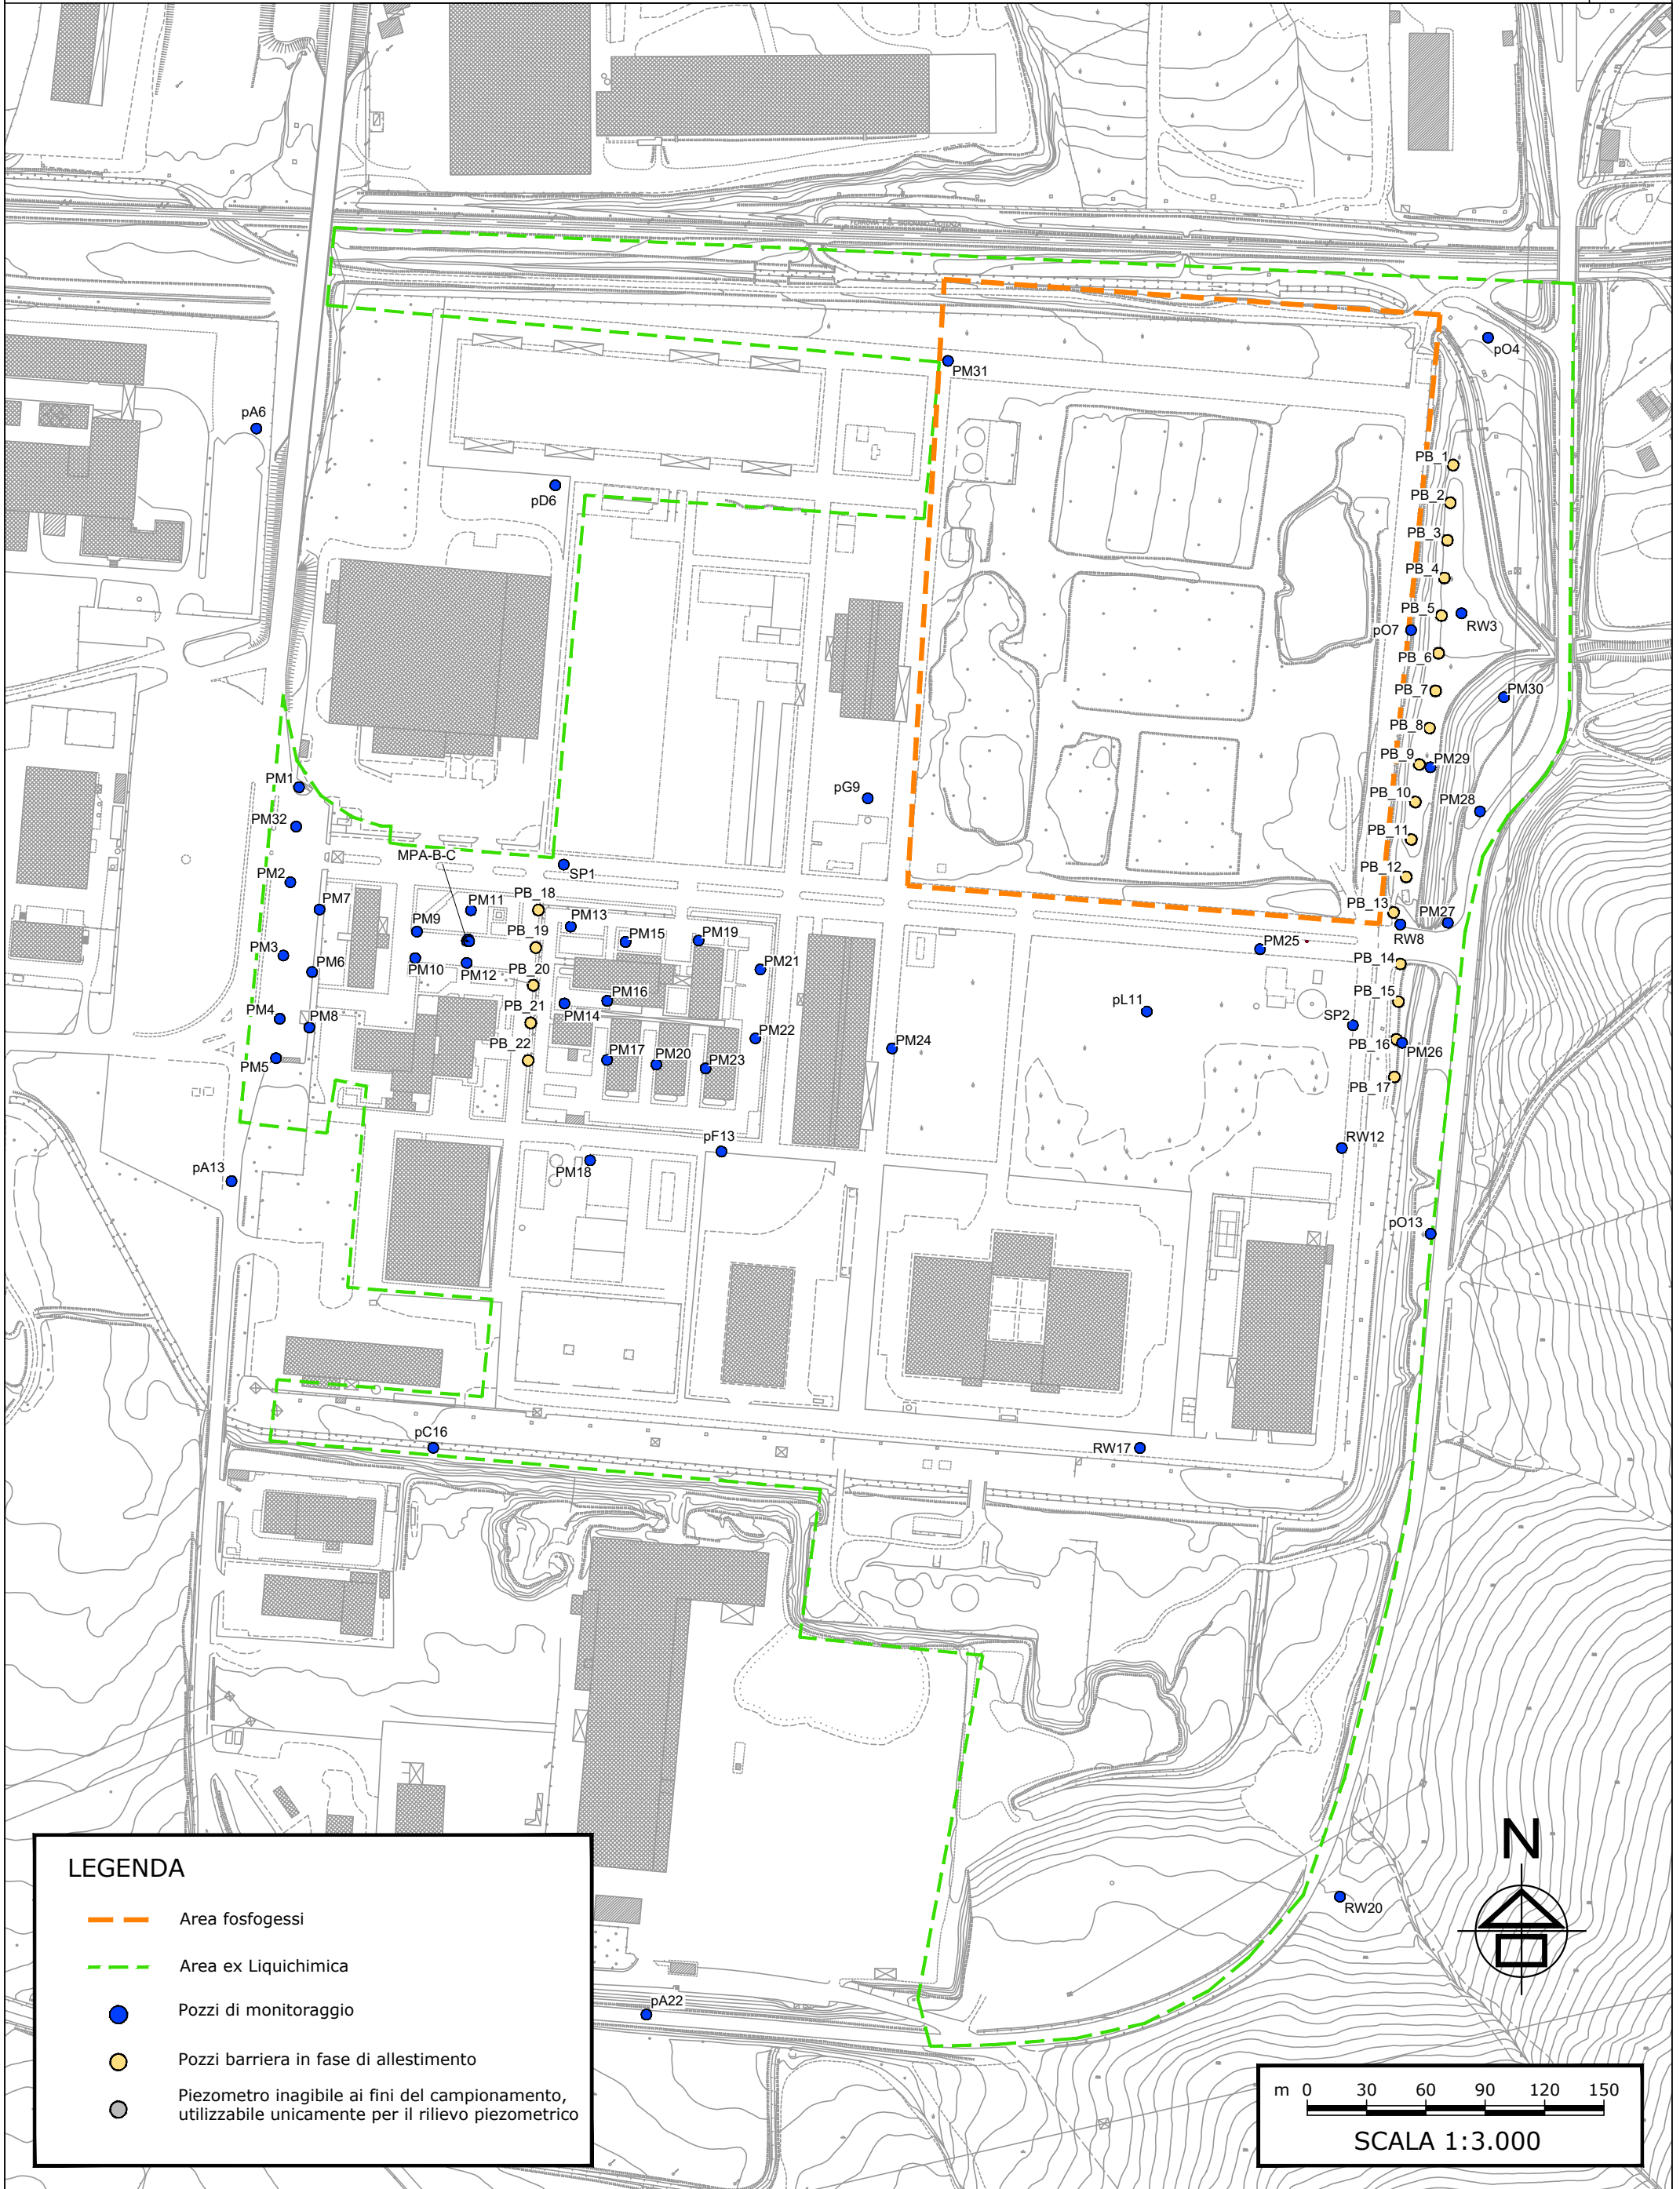 FERROVIA
pO4
PM31
pA6
PB_1
pD6
PB_2
PB_3
PB_4
PB_5
RW3
pO7
PB_6
PB_7
PM30
PB_8
PB_9
PM29
PM1
pG9
PB_10
PM28
PM32
PB_11
MPA-B-C
SP1
PB_12
PM2
PM7
PM11
PB_18
PB_13
PM27
PM9
PM13
RW8
PB_19
PM15
PM19
PM25
PM3
PM6
PM10
PM12
PB_20
PM21
PB_14
PM16
PB_15
PM4
PM8
PB_21
PM14
pL11
SP2
PM22
PM24
PB_16
PM26
PB_22
PM5
PM17
PM20
PM23
PB_17
pF13
RW12
pA13
PM18
pO13
pC16
RW17
N
LEGENDA
Area fosfogessi
Area ex Liquichimica
Pozzi di monitoraggio
Pozzi barriera in fase di allestimento
Piezometro inagibile ai fini del campionamento,
utilizzabile unicamente per il rilievo piezometrico
RW20
pA22
m 0 30 60 90 120 150
SCALA 1:3.000